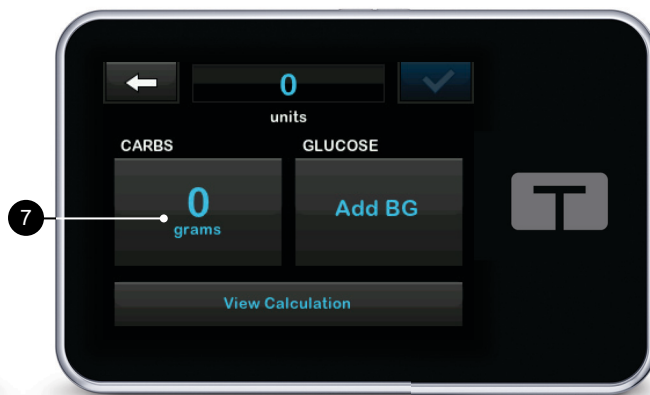 0
units
CARBS
GLUCOSE
0
grams
Add BG
7
View Calculation